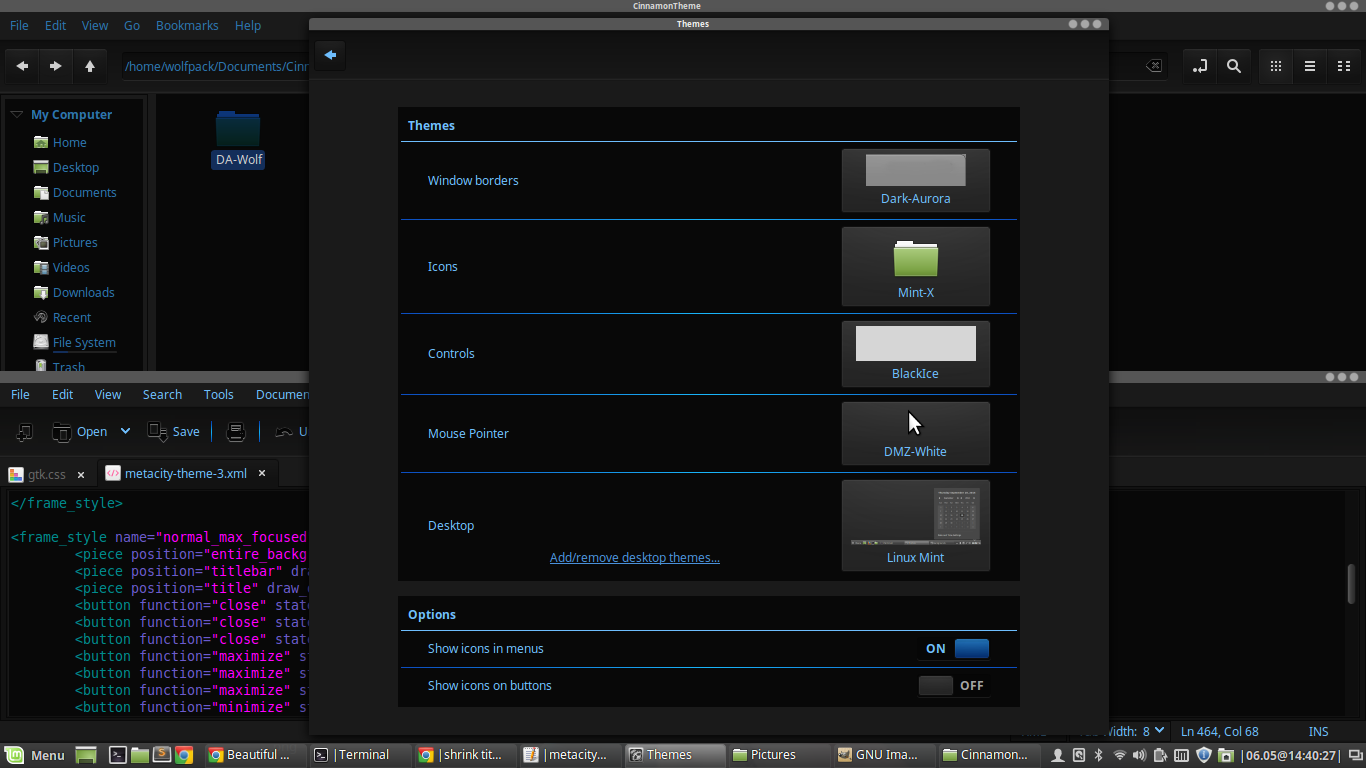 CinnamonTheme
File Edit View Go Bookmarks Help
Themes
/home/wolfpack/Documents/Cinn
My Computer
Home
Desktop
Documents
Music
Pictures
Videos
Downloads
Recent
File System
Trash
DA-Wolf
Themes
Window borders
Dark-Aurora
Icons
Mint-X
Controls
BlackIce
Mouse Pointer
DMZ-White
Desktop
Add/remove desktop themes...
Linux Mint
Options
Show icons in menus ON
Show icons on buttons OFF
File Edit View Search Tools Documen
Open Save U
gtk.css metacity-theme-3.xml
</frame_style>
<frame_style name="normal_max_focused
<piece position="entire_backg
<piece position="titlebar" dra
<piece position="title" draw_
<button function="close" stat
<button function="close" stat
<button function="close" stat
<button function="maximize" s
<button function="maximize" s
<button function="maximize" s
<button function="minimize" s
Width: 8 Ln 464, Col 68 INS
Menu Beautiful ... | Terminal | shrink tit... | metacity... Themes Pictures GNU Ima... Cinnamon... |06.05@14:40:27|